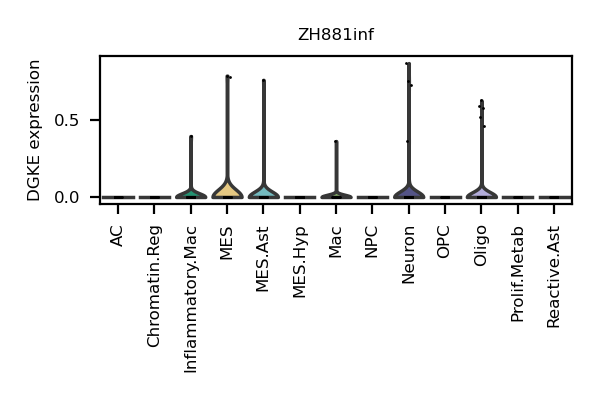 ZH881inf
DGKE expression
0.5
0.0
AC
Chromatin.Reg
Inflammatory.Mac
MES
MES.Ast
MES.Hyp
Mac
NPC
Neuron
OPC
Oligo
Prolif.Metab
Reactive.Ast